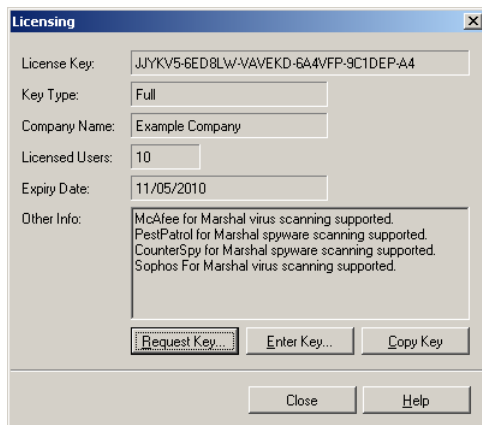 Licensing
License Key: JJYKV5-6ED8LW-VAVEKD-6A4VFP-9C1DEP-A4
Key Type: Full
Company Name: Example Company
Licensed Users: 10
Expiry Date: 11/05/2010
Other Info: McAfee for Marshal virus scanning supported.
PestPatrol for Marshal spyware scanning supported.
CounterSpy for Marshal spyware scanning supported.
Sophos For Marshal virus scanning supported.
Request Key... Enter Key... Copy Key
Close Help